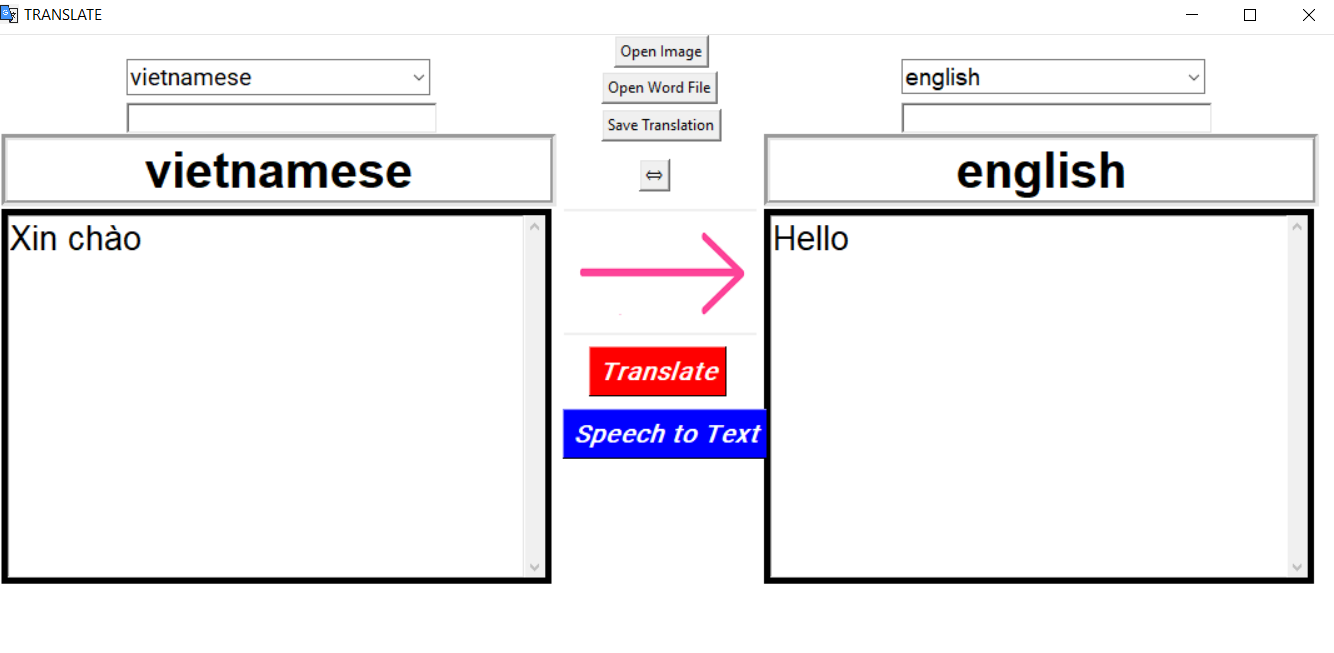 TRANSLATE
Open Image
vietnamese
english
Open Word File
Save Translation
⇔
vietnamese
english
Xin chào
Hello
Translate
Speech to Text